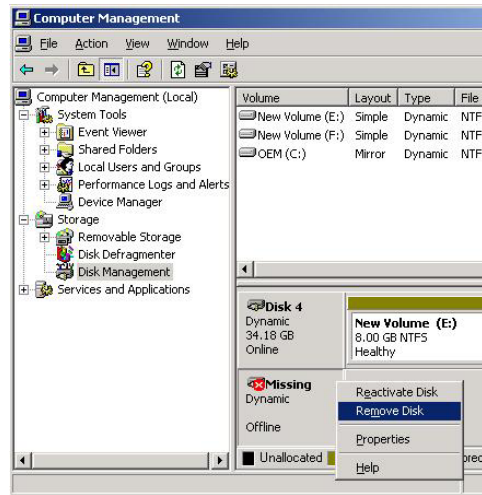 Computer Management
File Action View Window Help
Computer Management (Local)
System Tools
Event Viewer
Shared Folders
Local Users and Groups
Performance Logs and Alerts
Device Manager
Storage
Removable Storage
Disk Defragmenter
Disk Management
Services and Applications
Volume Layout Type File
New Volume (E:) Simple Dynamic NTF
New Volume (F:) Simple Dynamic NTF
OEM (C:) Mirror Dynamic NTF
Disk 4
Dynamic
34.18 GB
Online
New Volume (E:)
8.00 GB NTFS
Healthy
Missing
Dynamic
Offline
Reactivate Disk
Remove Disk
Properties
Help
Unallocated